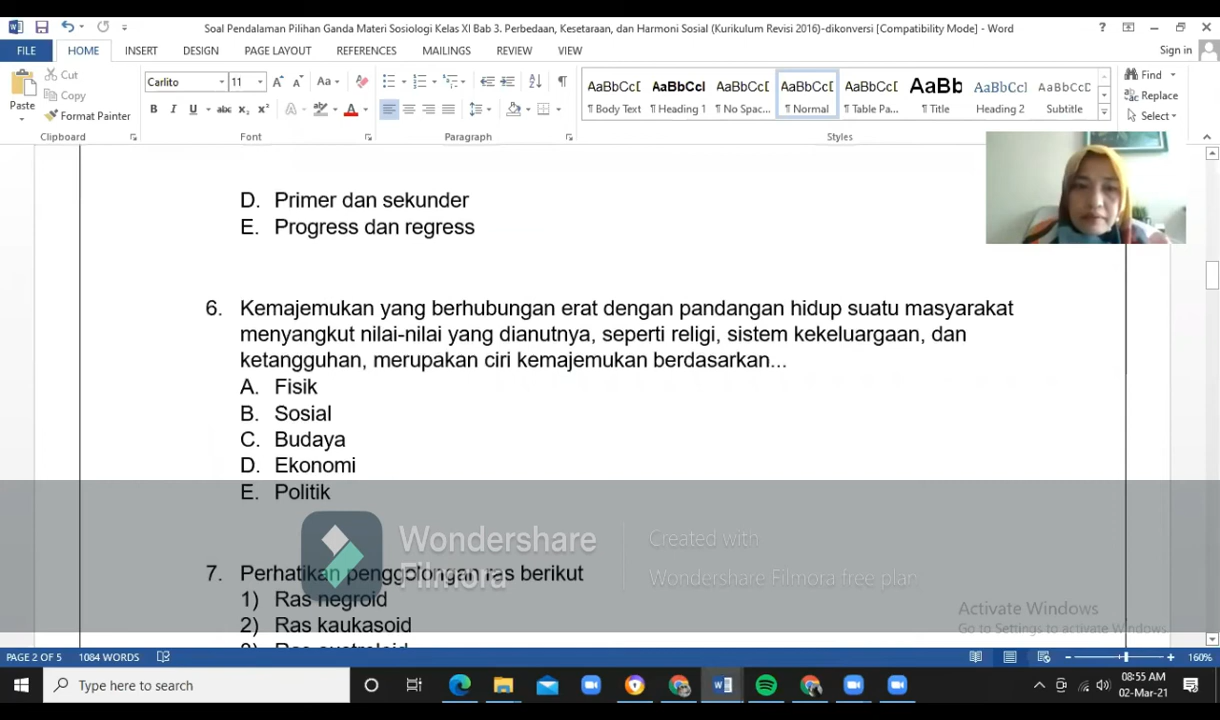 Soal Pendalaman Pilihan Ganda Materi Sosiologi Kelas XI Bab 3. Perbedaan, Kesetaraan, dan Harmoni Sosial (Kurikulum Revisi 2016)-dikonversi [Compatibility Mode] - Word
FILE HOME INSERT DESIGN PAGE LAYOUT REFERENCES MAILINGS REVIEW VIEW Sign in
Paste
Cut
Copy
Format Painter
Carlito 11
AaBbCcD AaBbCcI AaBbCcD AaBbCcD AaBbCcD AaBb AaBbCcI AaBbCcD
¶ Body Text ¶ Heading 1 ¶ No Spac... ¶ Normal ¶ Table Pa... ¶ Title Heading 2 Subtitle
Find
Replace
Select
Clipboard Font Paragraph Styles
D. Primer dan sekunder
E. Progress dan regress
6. Kemajemukan yang berhubungan erat dengan pandangan hidup suatu masyarakat
menyangkut nilai-nilai yang dianutnya, seperti religi, sistem kekeluargaan, dan
ketangguhan, merupakan ciri kemajemukan berdasarkan...
A. Fisik
B. Sosial
C. Budaya
D. Ekonomi
E. Politik
Wondershare
Filmora
Created with
Wondershare Filmora free plan
7. Perhatikan penggolongan ras berikut
1) Ras negroid
2) Ras kaukasoid
Activate Windows
Go to Settings to activate Windows.
PAGE 2 OF 5 1084 WORDS 160%
Type here to search
08:55 AM
02-Mar-21